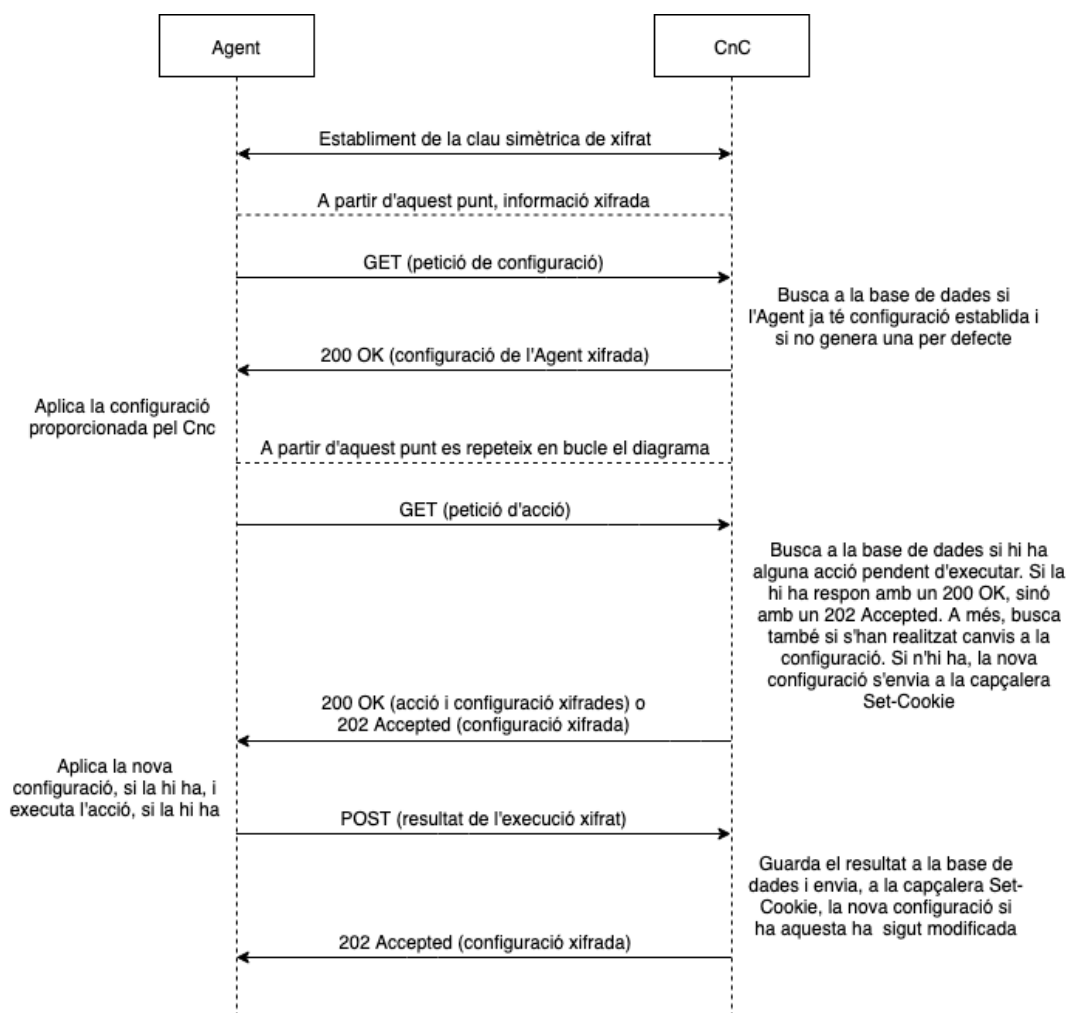 Agent
CnC
Establiment de la clau simètrica de xifrat
A partir d'aquest punt, informació xifrada
GET (petició de configuració)
Busca a la base de dades si
l'Agent ja té configuració establida i
si no genera una per defecte
200 OK (configuració de l'Agent xifrada)
Aplica la configuració
proporcionada pel Cnc
A partir d'aquest punt es repeteix en bucle el diagrama
GET (petició d'acció)
Busca a la base de dades si hi ha
alguna acció pendent d'executar. Si la
hi ha respon amb un 200 OK, sinó
amb un 202 Accepted. A més, busca
també si s'han realitzat canvis a la
configuració. Si n'hi ha, la nova
configuració s'envia a la capçalera
Set-Cookie
200 OK (acció i configuració xifrades) o
202 Accepted (configuració xifrada)
Aplica la nova
configuració, si la hi ha, i
executa l'acció, si la hi ha
POST (resultat de l'execució xifrat)
Guarda el resultat a la base de
dades i envia, a la capçalera Set-
Cookie, la nova configuració si
ha aquesta ha  sigut modificada
202 Accepted (configuració xifrada)